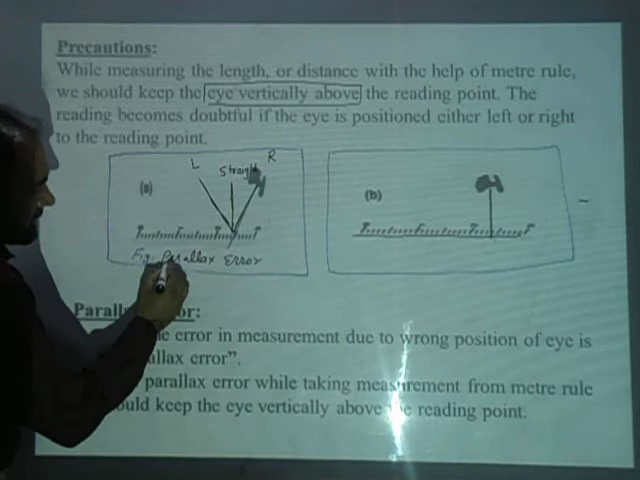 Precautions:
While measuring the length, or distance with the help of metre rule,
we should keep the eye vertically above the reading point. The
reading becomes doubtful if the eye is positioned either left or right
to the reading point.
L straight R
(a)
(b)
Fig: Parallax Error
error in measurement due to wrong position of eye is
error”.
parallax error while taking measurement from metre rule
keep the eye vertically above reading point.